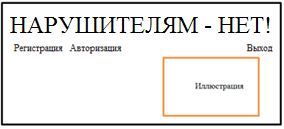 НАРУШИТЕЛЯМ - НЕТ!
Регистрация Авторизация Выход
Иллюстрация